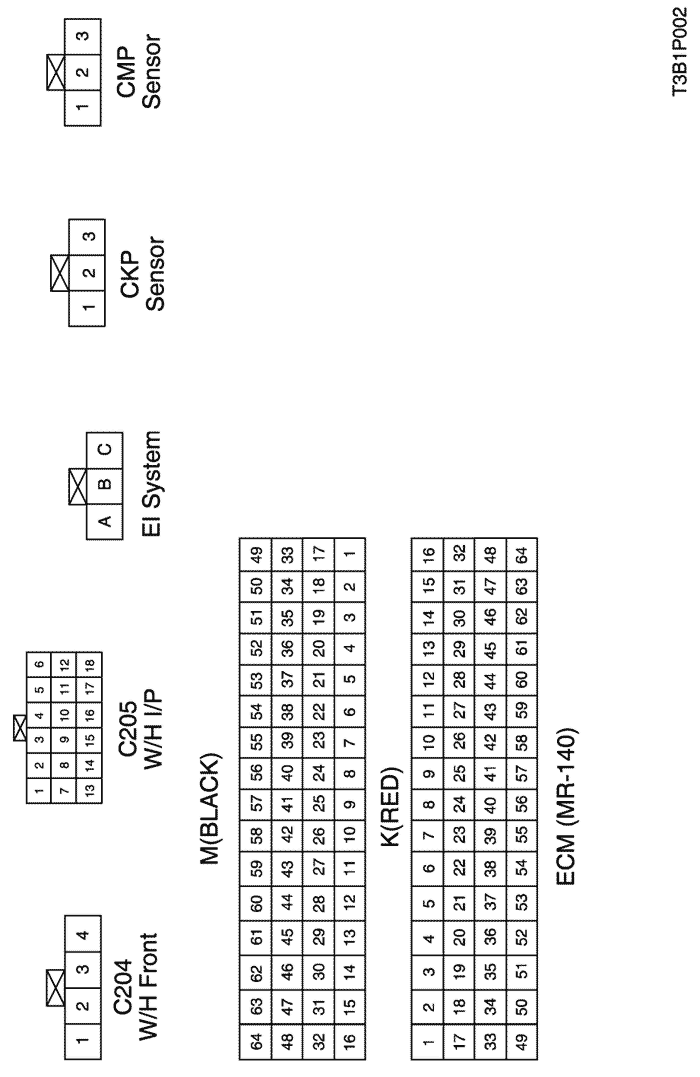 1 2 3 4
C204
W/H Front
1 2 3 4 5 6
7 8 9 10 11 12
13 14 15 16 17 18
C205
W/H I/P
A B C
EI System
1 2 3
CKP
Sensor
1 2 3
CMP
Sensor
M(BLACK)
64 63 62 61 60 59 58 57 56 55 54 53 52 51 50 49
48 47 46 45 44 43 42 41 40 39 38 37 36 35 34 33
32 31 30 29 28 27 26 25 24 23 22 21 20 19 18 17
16 15 14 13 12 11 10 9 8 7 6 5 4 3 2 1
K(RED)
1 2 3 4 5 6 7 8 9 10 11 12 13 14 15 16
17 18 19 20 21 22 23 24 25 26 27 28 29 30 31 32
33 34 35 36 37 38 39 40 41 42 43 44 45 46 47 48
49 50 51 52 53 54 55 56 57 58 59 60 61 62 63 64
ECM (MR-140)
T3B1P002